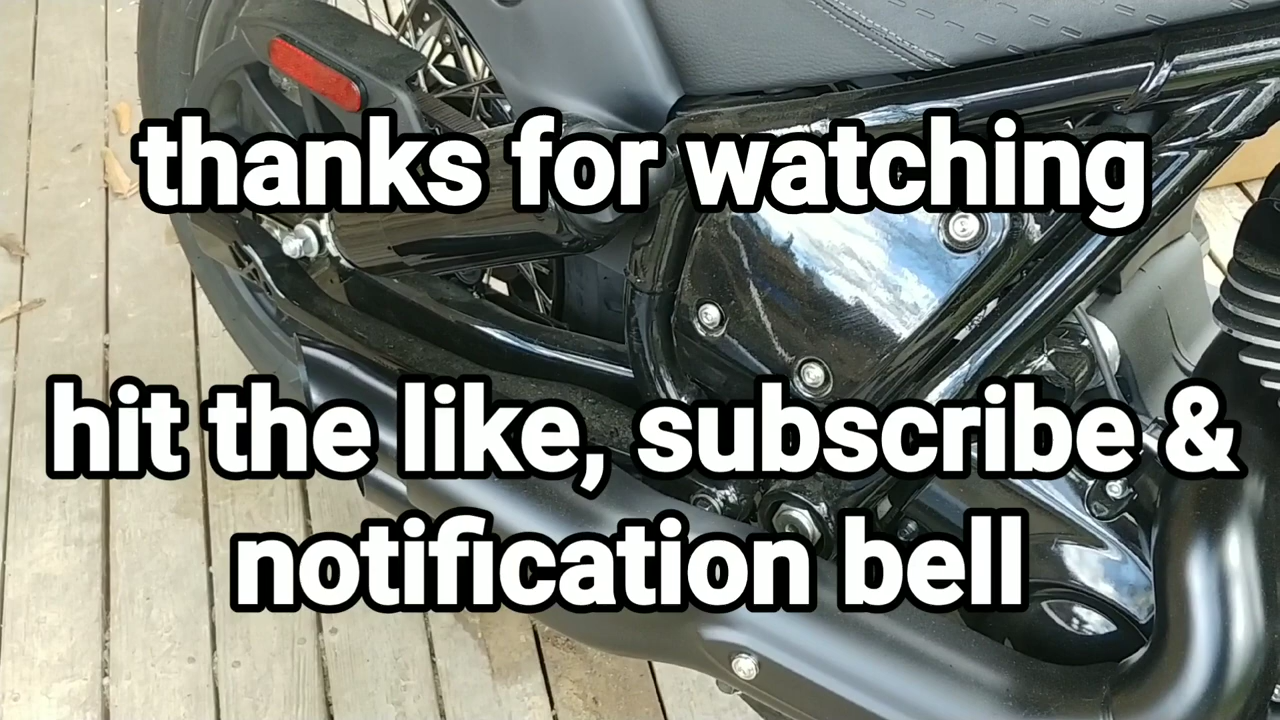 thanks for watching
hit the like, subscribe &
notification bell